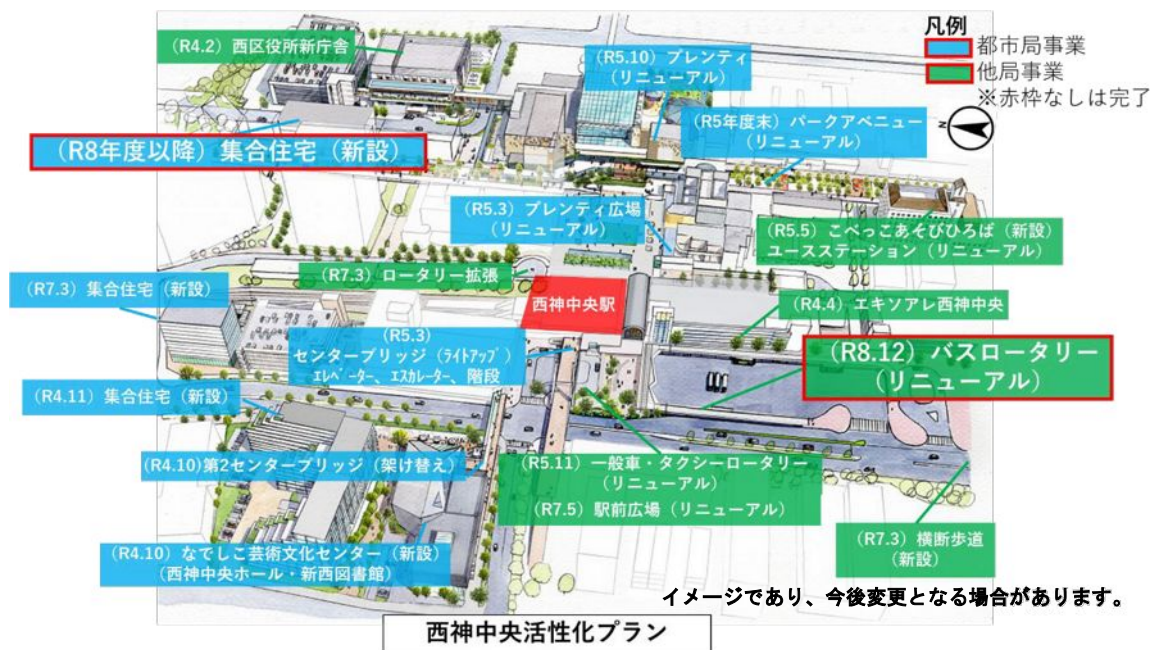 凡例
都市局事業
他局事業
※赤枠なしは完了
N
(R4.2) 西区役所新庁舎
(R5.10) プレンティ
(リニューアル)
(R5年度末) パークアベニュー
(リニューアル)
(R8年度以降) 集合住宅 (新設)
(R5.3) プレンティ広場
(リニューアル)
(R5.5) こべっこあそびひろば (新設)
ユースステーション (リニューアル)
(R7.3) ロータリー拡張
(R7.3) 集合住宅 (新設)
西神中央駅
(R4.4) エキソアレ西神中央
(R5.3)
センターブリッジ (ライトアップ)
エレベーター、エスカレーター、階段
(R8.12) バスロータリー
(リニューアル)
(R4.11) 集合住宅 (新設)
(R4.10)第2センターブリッジ (架け替え)
(R5.11) 一般車・タクシーロータリー
(リニューアル)
(R7.5) 駅前広場 (リニューアル)
(R7.3) 横断歩道
(新設)
(R4.10) なでしこ芸術文化センター (新設)
(西神中央ホール・新西図書館)
イメージであり、今後変更となる場合があります。
西神中央活性化プラン